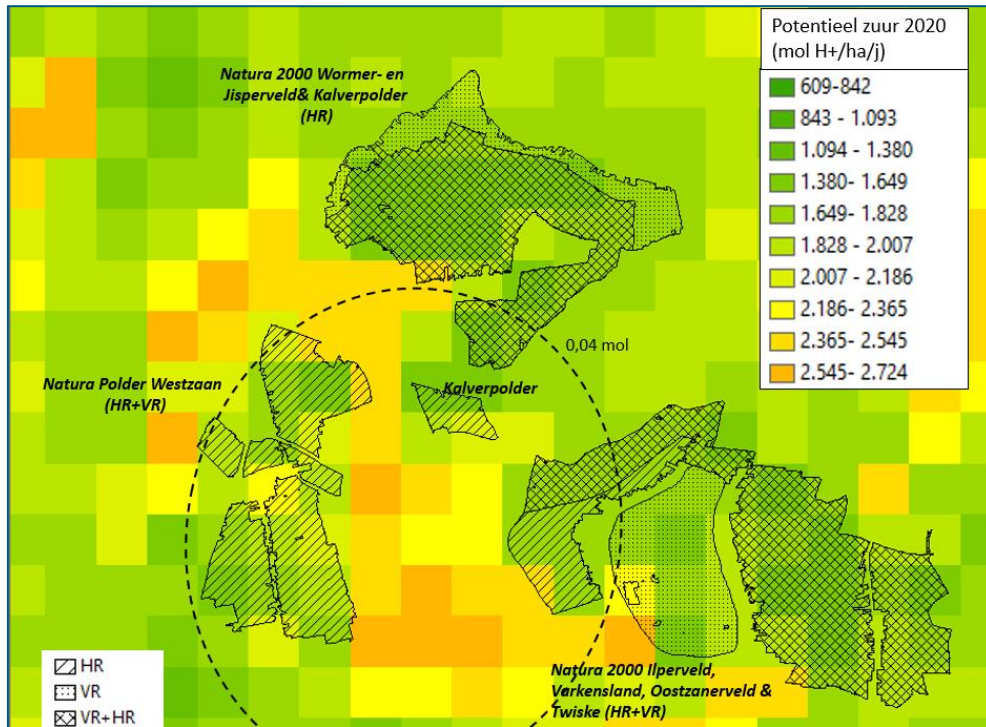 Potentieel zuur 2020
(mol H+/ha/j)
609-842
843 - 1.093
1.094 - 1.380
1.380- 1.649
1.649- 1.828
1.828 - 2.007
2.007 - 2.186
2.186- 2.365
2.365- 2.545
2.545- 2.724
Natura 2000 Wormer- en
Jisperveld& Kalverpolder
(HR)
0,04 mol
Natura Polder Westzaan
(HR+VR)
Kalverpolder
Natura 2000 Ilperveld,
Varkensland, Oostzanerveld &
Twiske (HR+VR)
HR
VR
VR+HR